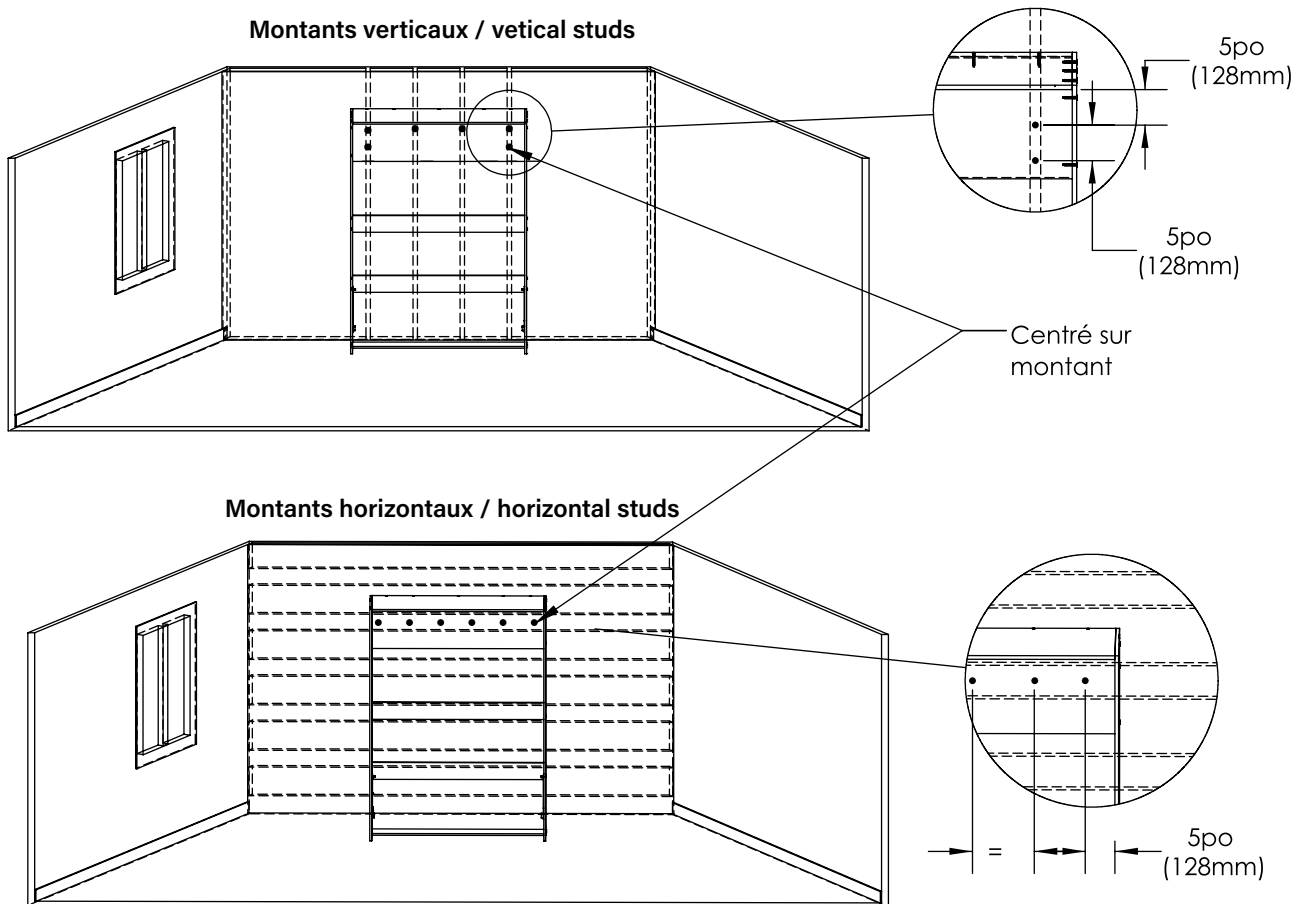 Montants verticaux / vetical studs
5po
(128mm)
5po
(128mm)
Centré sur
montant
Montants horizontaux / horizontal studs
=
5po
(128mm)